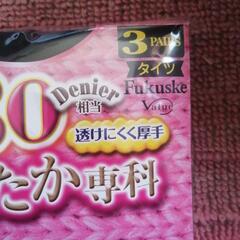 3 PAIRS
タイツ
Fukuske
Value
Denier
相当
透けにくく厚手
たか専科